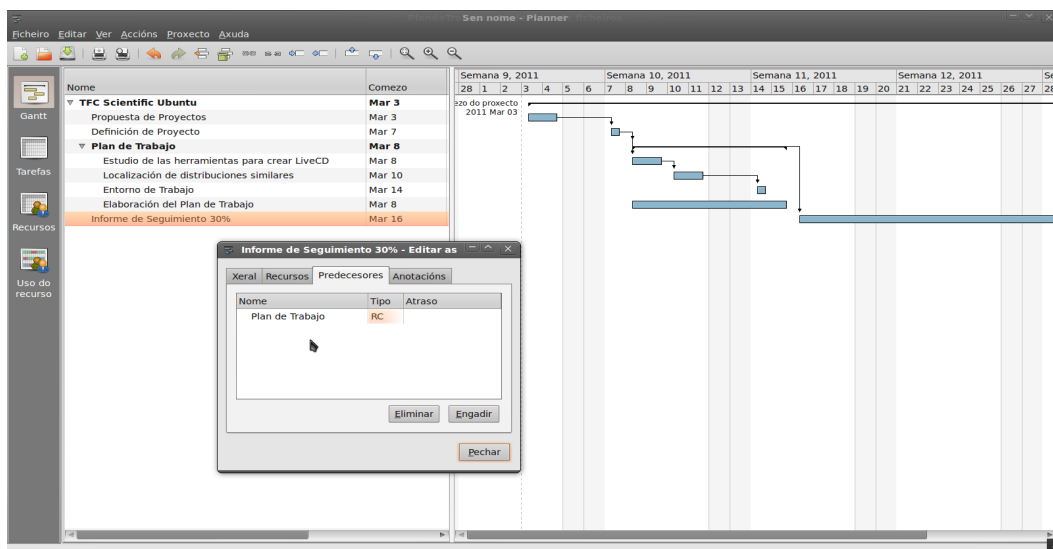 Sen nome - Planner
Ficheiro Editar Ver Accións Proxecto Axuda
Gantt
Tarefas
Recursos
Uso do
recurso
Nome Comezo
TFC Scientific Ubuntu Mar 3
Propuesta de Proyectos Mar 3
Definición de Proyecto Mar 7
Plan de Trabajo Mar 8
Estudio de las herramientas para crear LiveCD Mar 8
Localización de distribuciones similares Mar 10
Entorno de Trabajo Mar 14
Elaboración del Plan de Trabajo Mar 8
Informe de Seguimiento 30% Mar 16
Semana 9, 2011 Semana 10, 2011 Semana 11, 2011 Semana 12, 2011 Se
28 1 2 3 4 5 6 7 8 9 10 11 12 13 14 15 16 17 18 19 20 21 22 23 24 25 26 27 28
ezo do proxecto
2011 Mar 03
Informe de Seguimiento 30% - Editar as
Xeral Recursos Predecesores Anotacións
Nome Tipo Atraso
Plan de Trabajo RC
Eliminar Engadir
Pechar